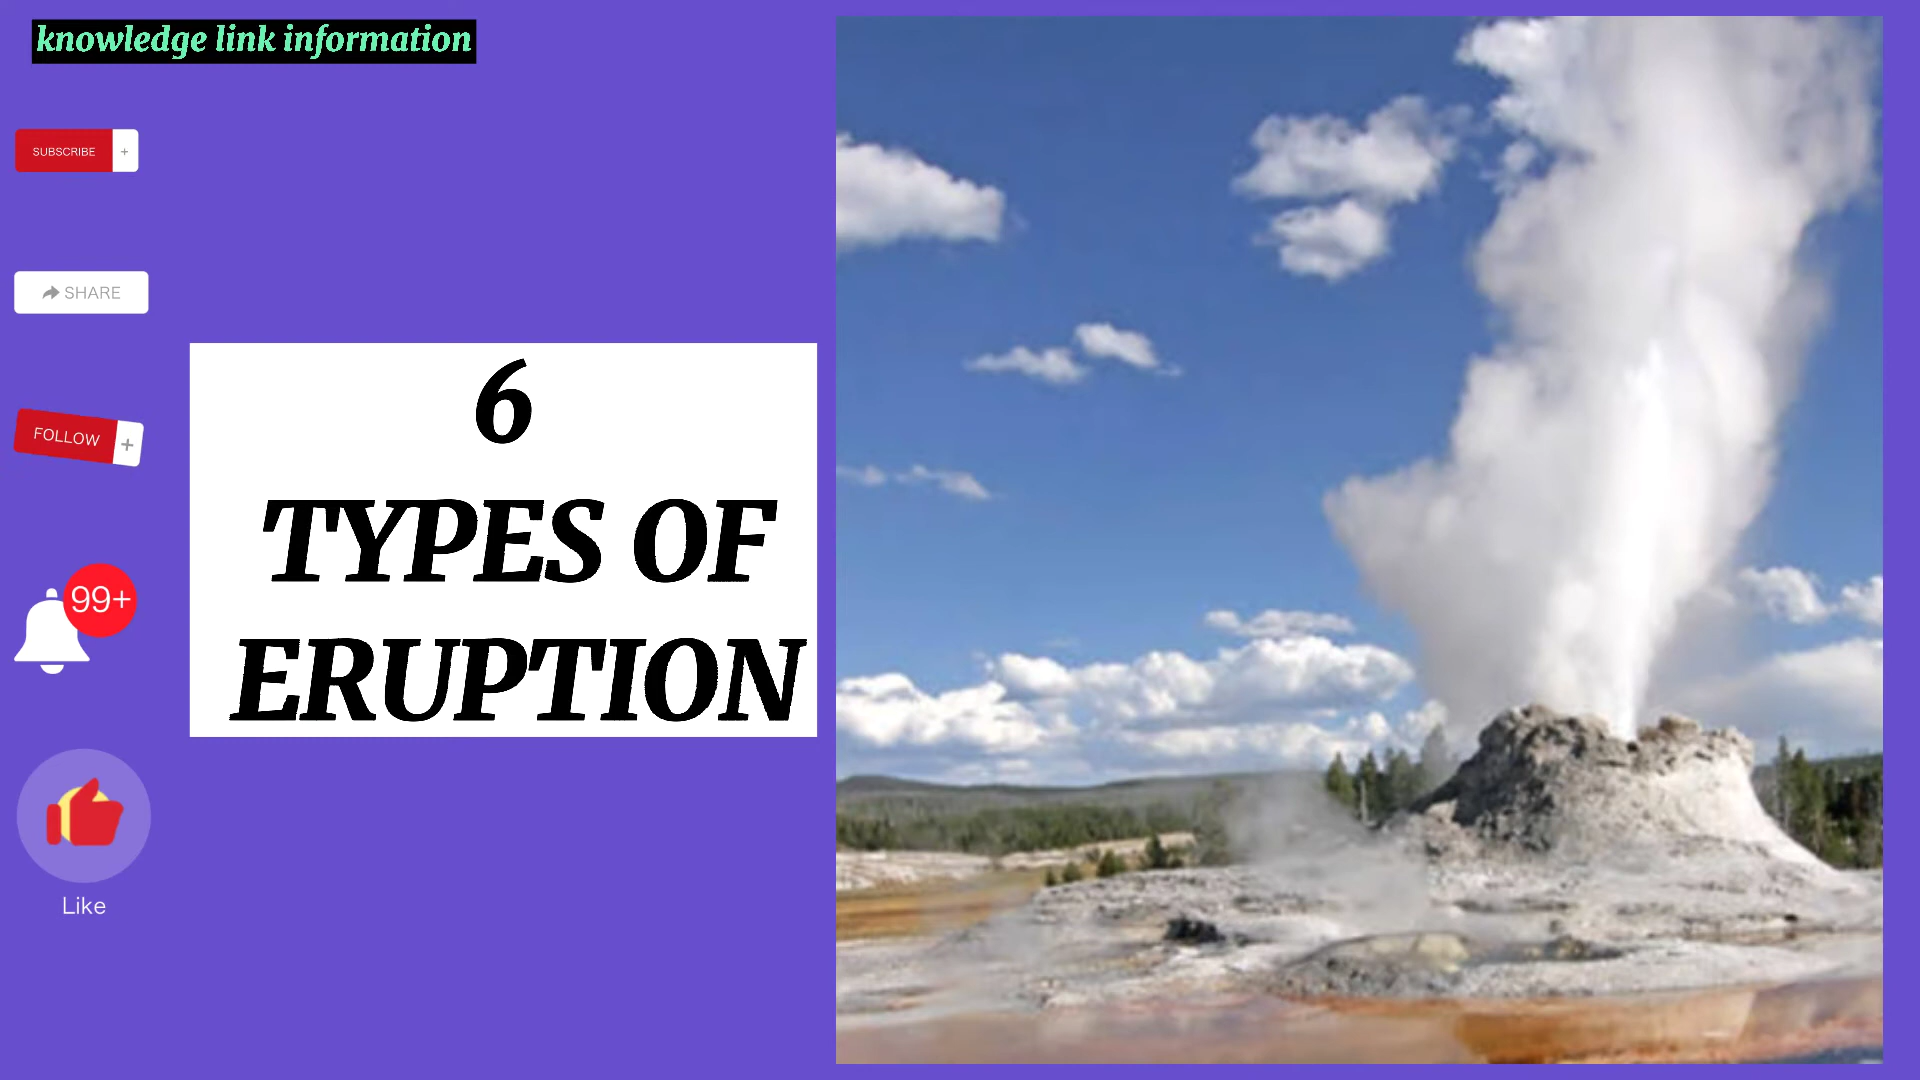 knowledge link information
SUBSCRIBE +
SHARE
FOLLOW +
99+
6
TYPES OF
ERUPTION
Like